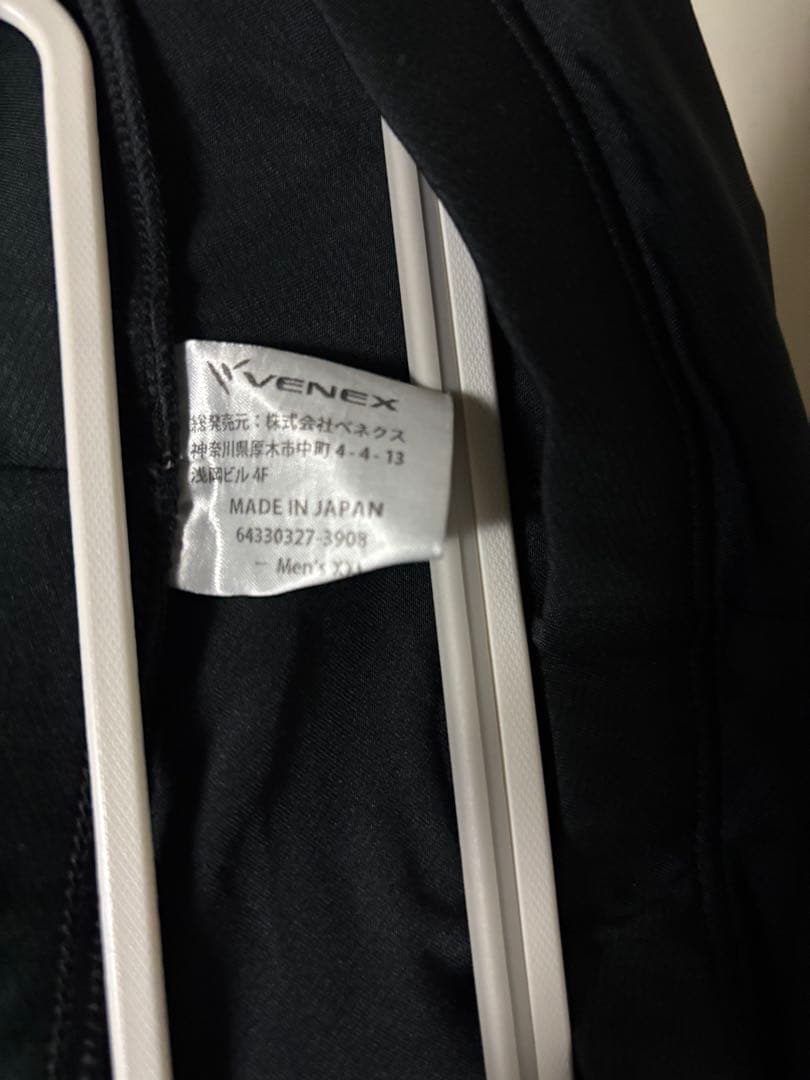 VENEX
総発売元：株式会社ベネクス
神奈川県厚木市中町 4-4-13
浅岡ビル 4F
MADE IN JAPAN
64330327-3908
Men's